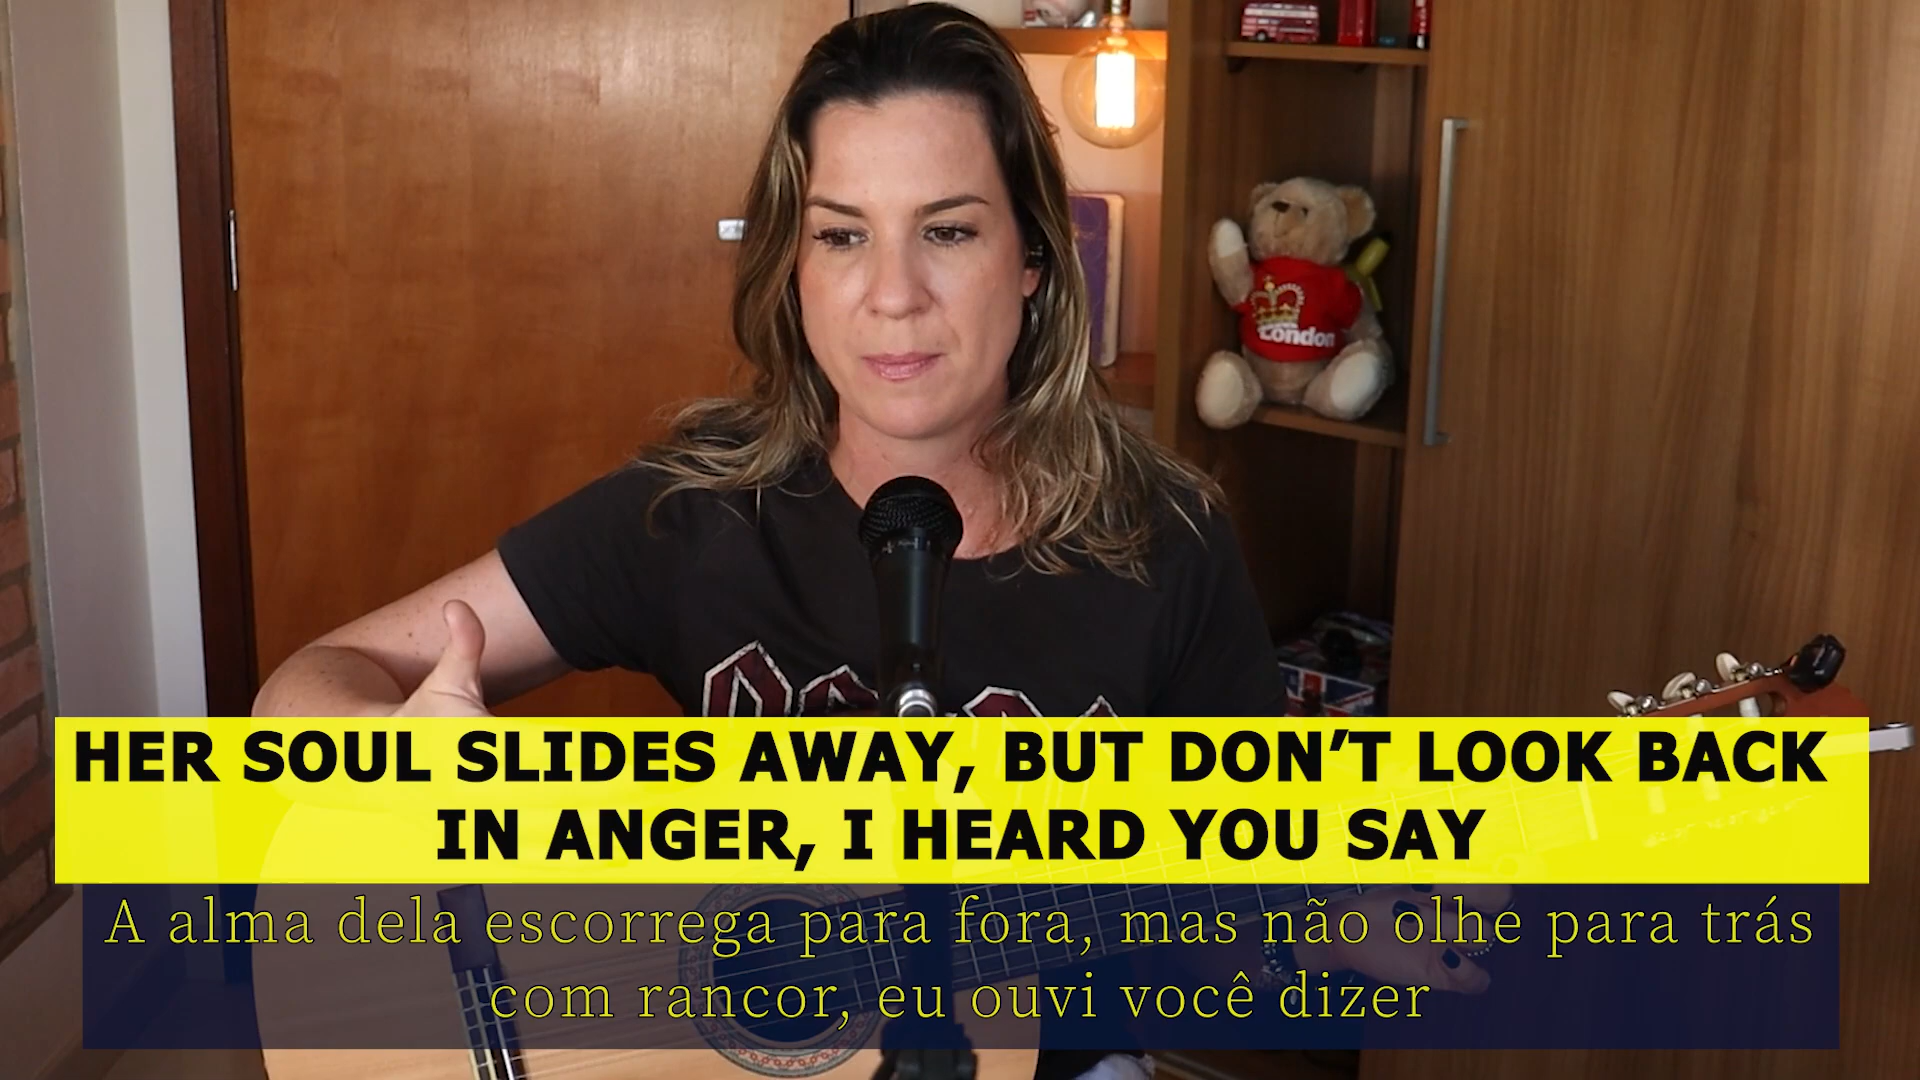 London
HER SOUL SLIDES AWAY, BUT DON’T LOOK BACK
IN ANGER, I HEARD YOU SAY
A alma dela escorrega para fora, mas não olhe para trás
com rancor, eu ouvi você dizer